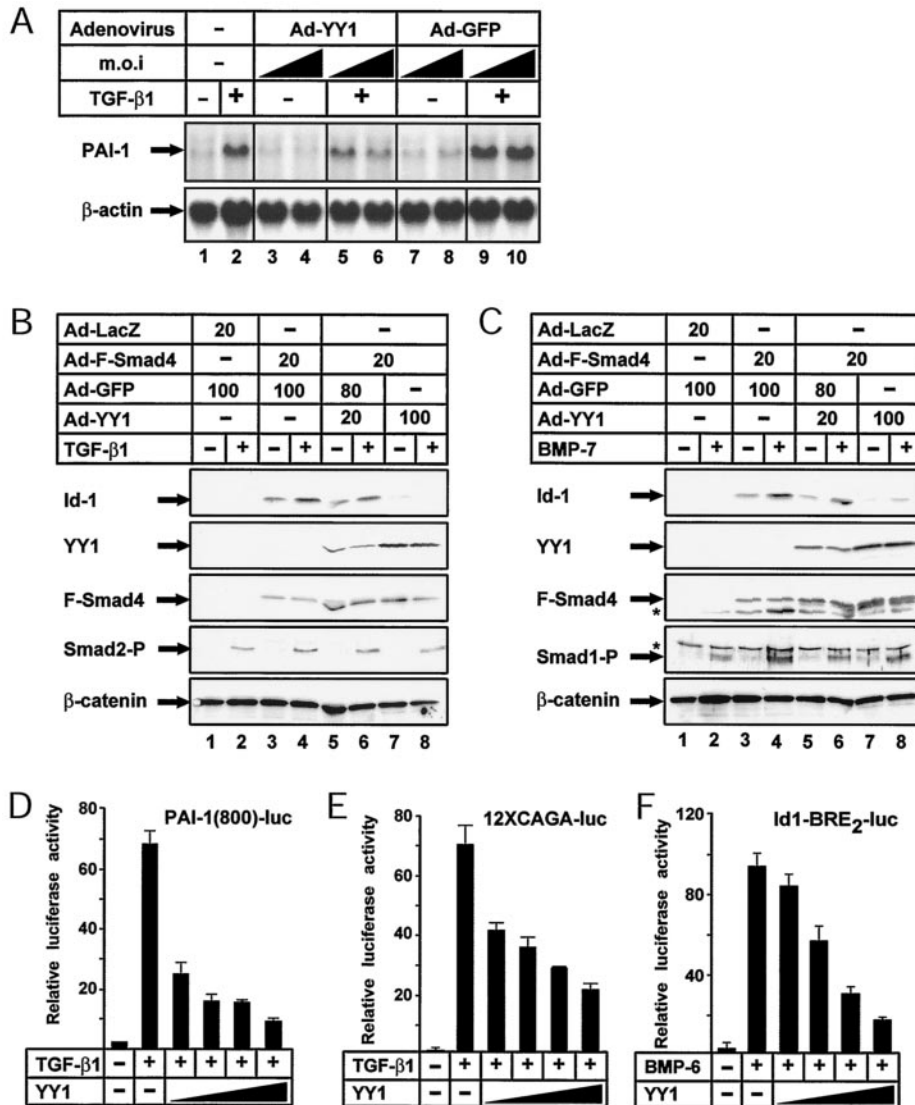 A
Adenovirus – Ad-YY1 Ad-GFP
m.o.i –
TGF-β1 – + – + – +
PAI-1
β-actin
1 2 3 4 5 6 7 8 9 10
B
Ad-LacZ 20 – –
Ad-F-Smad4 – 20 20
Ad-GFP 100 100 80 –
Ad-YY1 – – 20 100
TGF-β1 – + – + – + – +
Id-1
YY1
F-Smad4
Smad2-P
β-catenin
1 2 3 4 5 6 7 8
C
Ad-LacZ 20 – –
Ad-F-Smad4 – 20 20
Ad-GFP 100 100 80 –
Ad-YY1 – – 20 100
BMP-7 – + – + – + – +
Id-1
YY1
F-Smad4
*
*
Smad1-P
β-catenin
1 2 3 4 5 6 7 8
D
PAI-1(800)-luc
Relative luciferase activity
80
60
40
20
TGF-β1 – + + + + +
YY1 – –
E
12XCAGA-luc
Relative luciferase activity
80
60
40
20
TGF-β1 – + + + + +
YY1 – –
F
Id1-BRE2-luc
Relative luciferase activity
120
80
40
BMP-6 – + + + + +
YY1 – –